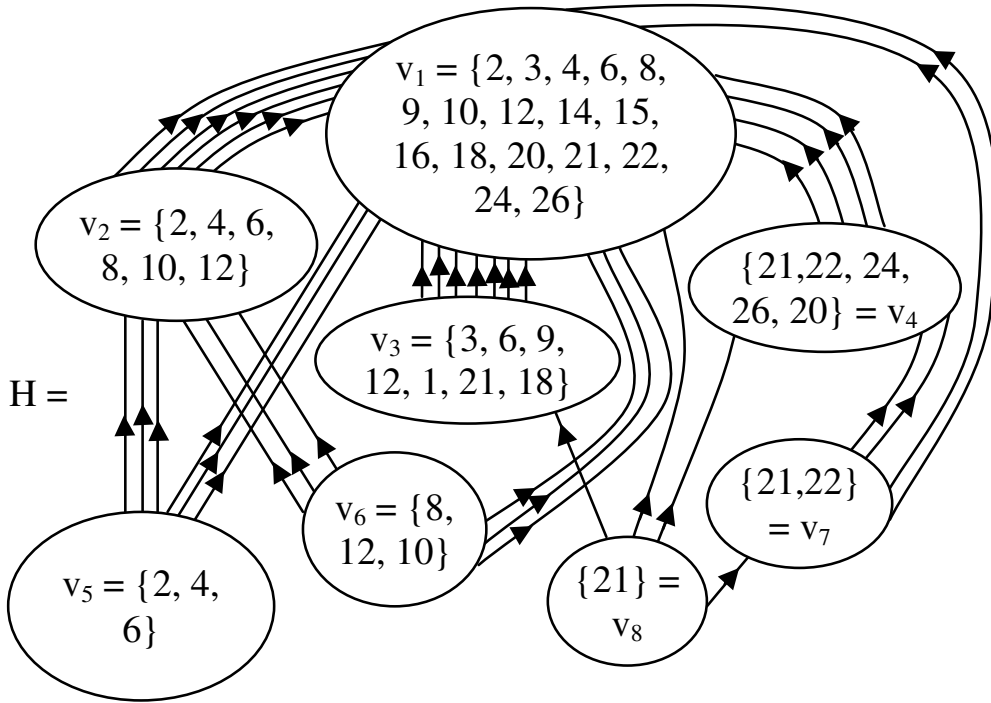 v₁ = {2, 3, 4, 6, 8,
9, 10, 12, 14, 15,
16, 18, 20, 21, 22,
24, 26}
v₂ = {2, 4, 6,
8, 10, 12}
{21,22, 24,
26, 20} = v₄
v₃ = {3, 6, 9,
12, 1, 21, 18}
H =
v₆ = {8,
12, 10}
{21,22}
= v₇
v₅ = {2, 4,
6}
{21} =
v₈